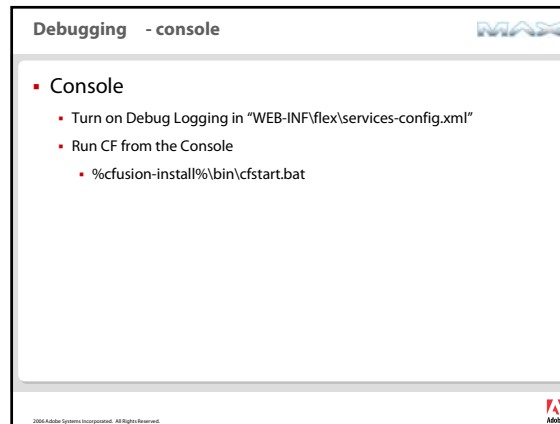 Debugging - console
MAX
Console
Turn on Debug Logging in “WEB-INF\flex\services-config.xml”
Run CF from the Console
%cfusion-install%\bin\cfstart.bat
2006 Adobe Systems Incorporated. All Rights Reserved.
Adobe